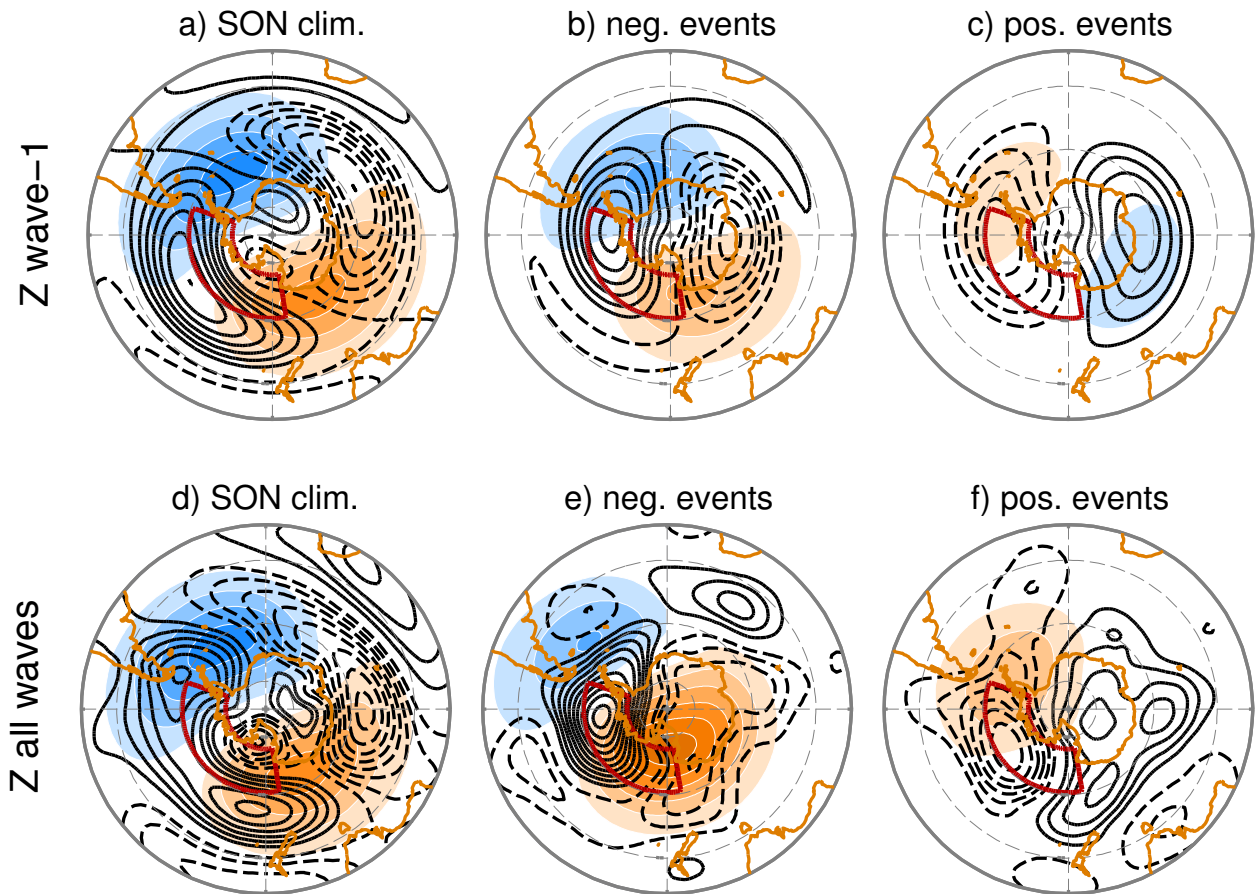 a) SON clim.
b) neg. events
c) pos. events
Z wave−1
d) SON clim.
e) neg. events
f) pos. events
Z all waves